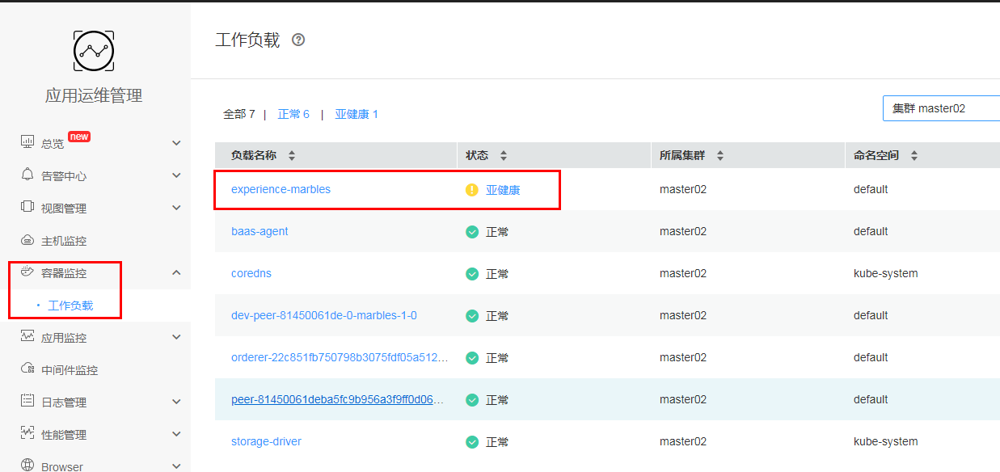 应用运维管理
总览 new
告警中心
视图管理
主机监控
容器监控
工作负载
应用监控
中间件监控
日志管理
性能管理
Browser
工作负载 ?
全部 7 | 正常 6 | 亚健康 1
集群 master02
负载名称 状态 所属集群 命名空间
experience-marbles 亚健康 master02 default
baas-agent 正常 master02 default
coredns 正常 master02 kube-system
dev-peer-81450061de-0-marbles-1-0 正常 master02 default
orderer-22c851fb750798b3075fdf05a512... 正常 master02 default
peer-81450061deba5fc9b956a3f9ff0d06... 正常 master02 default
storage-driver 正常 master02 kube-system